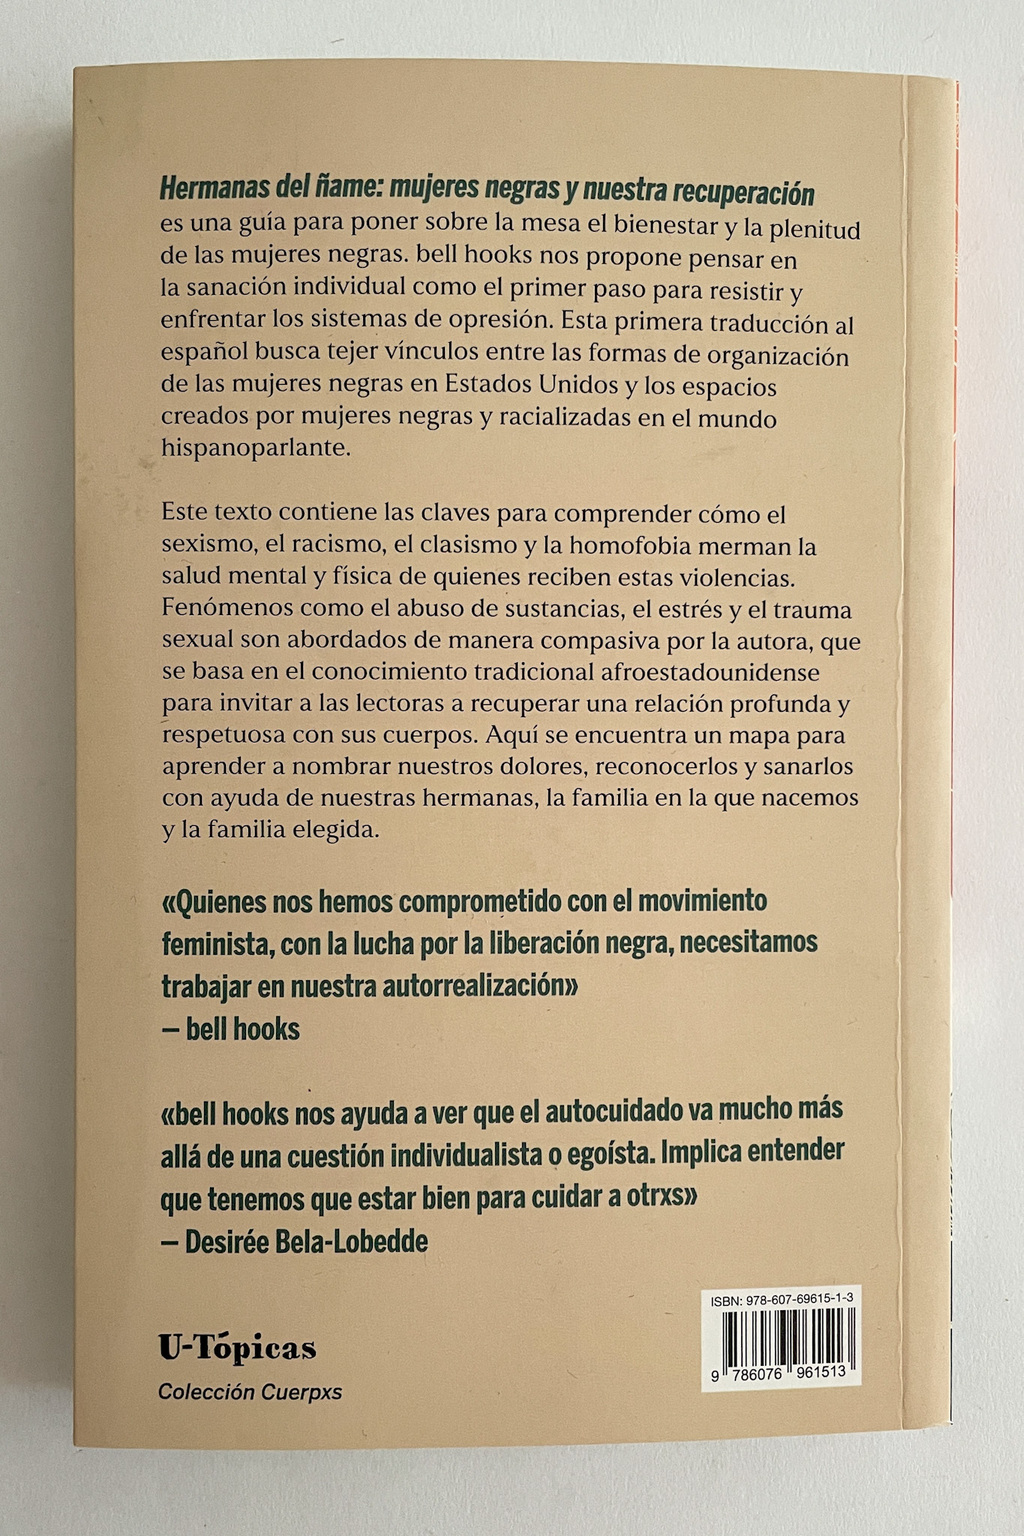 Hermanas del ñame: mujeres negras y nuestra recuperación
es una guía para poner sobre la mesa el bienestar y la plenitud
de las mujeres negras. bell hooks nos propone pensar en
la sanación individual como el primer paso para resistir y
enfrentar los sistemas de opresión. Esta primera traducción al
español busca tejer vínculos entre las formas de organización
de las mujeres negras en Estados Unidos y los espacios
creados por mujeres negras y racializadas en el mundo
hispanoparlante.
Este texto contiene las claves para comprender cómo el
sexismo, el racismo, el clasismo y la homofobia merman la
salud mental y física de quienes reciben estas violencias.
Fenómenos como el abuso de sustancias, el estrés y el trauma
sexual son abordados de manera compasiva por la autora, que
se basa en el conocimiento tradicional afroestadounidense
para invitar a las lectoras a recuperar una relación profunda y
respetuosa con sus cuerpos. Aquí se encuentra un mapa para
aprender a nombrar nuestros dolores, reconocerlos y sanarlos
con ayuda de nuestras hermanas, la familia en la que nacemos
y la familia elegida.
«Quienes nos hemos comprometido con el movimiento
feminista, con la lucha por la liberación negra, necesitamos
trabajar en nuestra autorrealización»
– bell hooks
«bell hooks nos ayuda a ver que el autocuidado va mucho más
allá de una cuestión individualista o egoísta. Implica entender
que tenemos que estar bien para cuidar a otrxs»
– Desirée Bela-Lobedde
U-Tópicas
Colección Cuerpxs
ISBN: 978-607-69615-1-3
9 786076 961513